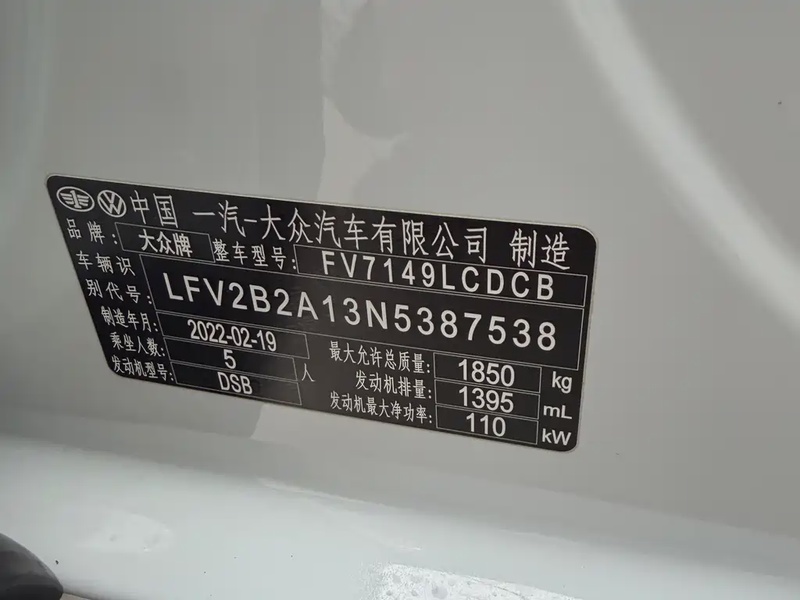 中国 一汽-大众汽车有限公司 制造
品牌: 大众牌 整车型号: FV7149LCDCB
车辆识别代号: LFV2B2A13N5387538
制造年月: 2022-02-19
乘坐人数: 5 人
发动机型号: DSB
最大允许总质量: 1850 kg
发动机排量: 1395 mL
发动机最大净功率: 110 kW